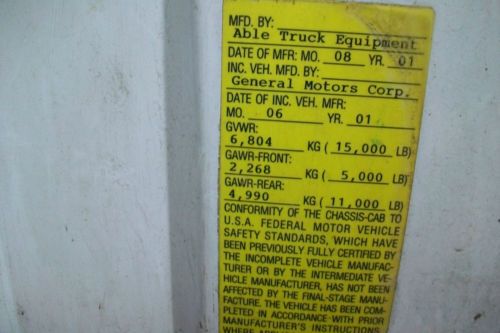 MFD. BY:
Able Truck Equipment
DATE OF MFR: MO. 08 YR. 01
INC. VEH. MFD. BY:
General Motors Corp.
DATE OF INC. VEH. MFR:
MO. 06 YR. 01
GVWR:
6,804 KG ( 15,000 LB)
GAWR-FRONT:
2,268 KG ( 5,000 LB)
GAWR-REAR:
4,990 KG ( 11,000 LB)
CONFORMITY OF THE CHASSIS-CAB TO
U.S.A. FEDERAL MOTOR VEHICLE
SAFETY STANDARDS, WHICH HAVE
BEEN PREVIOUSLY FULLY CERTIFIED BY
THE INCOMPLETE VEHICLE MANUFAC-
TURER OR BY THE INTERMEDIATE VE-
HICLE MANUFACTURER, HAS NOT BEEN
AFFECTED BY THE FINAL-STAGE MANU-
FACTURE. THE VEHICLE HAS BEEN COM-
PLETED IN ACCORDANCE WITH PRIOR
MANUFACTURER'S INSTRUCTIONS
WHERE